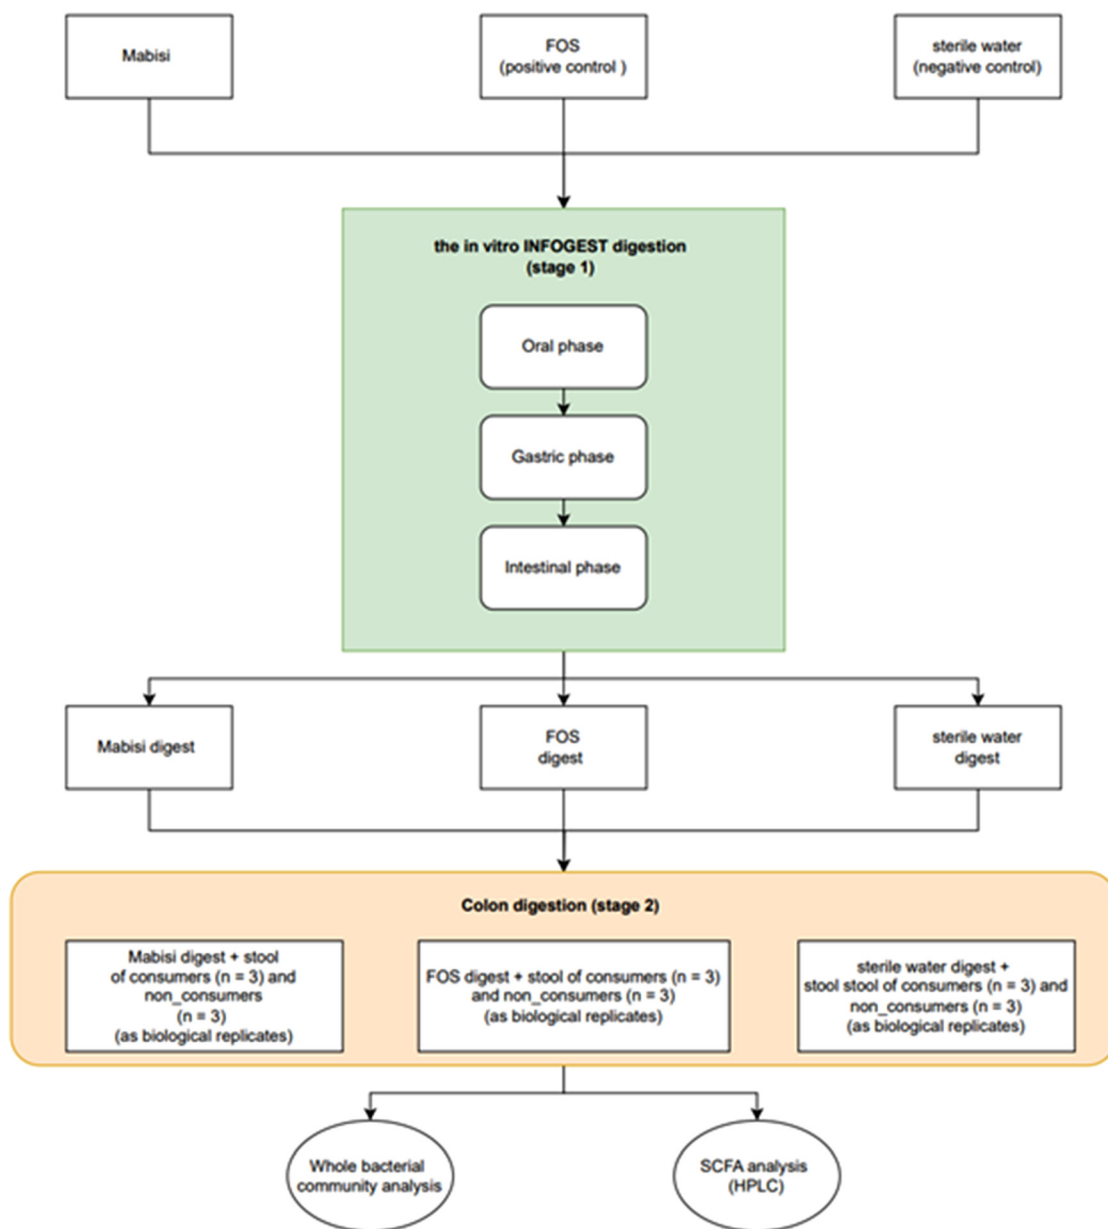 Mabisi
FOS
(positive control )
sterile water
(negative control)
the in vitro INFOGEST digestion
(stage 1)
Oral phase
Gastric phase
Intestinal phase
Mabisi digest
FOS
digest
sterile water
digest
Colon digestion (stage 2)
Mabisi digest + stool
of consumers (n = 3) and
non_consumers
(n = 3)
(as biological replicates)
FOS digest + stool of consumers (n = 3)
and non_consumers (n = 3)
(as biological replicates)
sterile water digest +
stool stool of consumers (n = 3) and
non_consumers (n = 3)
(as biological replicates)
Whole bacterial
community analysis
SCFA analysis
(HPLC)